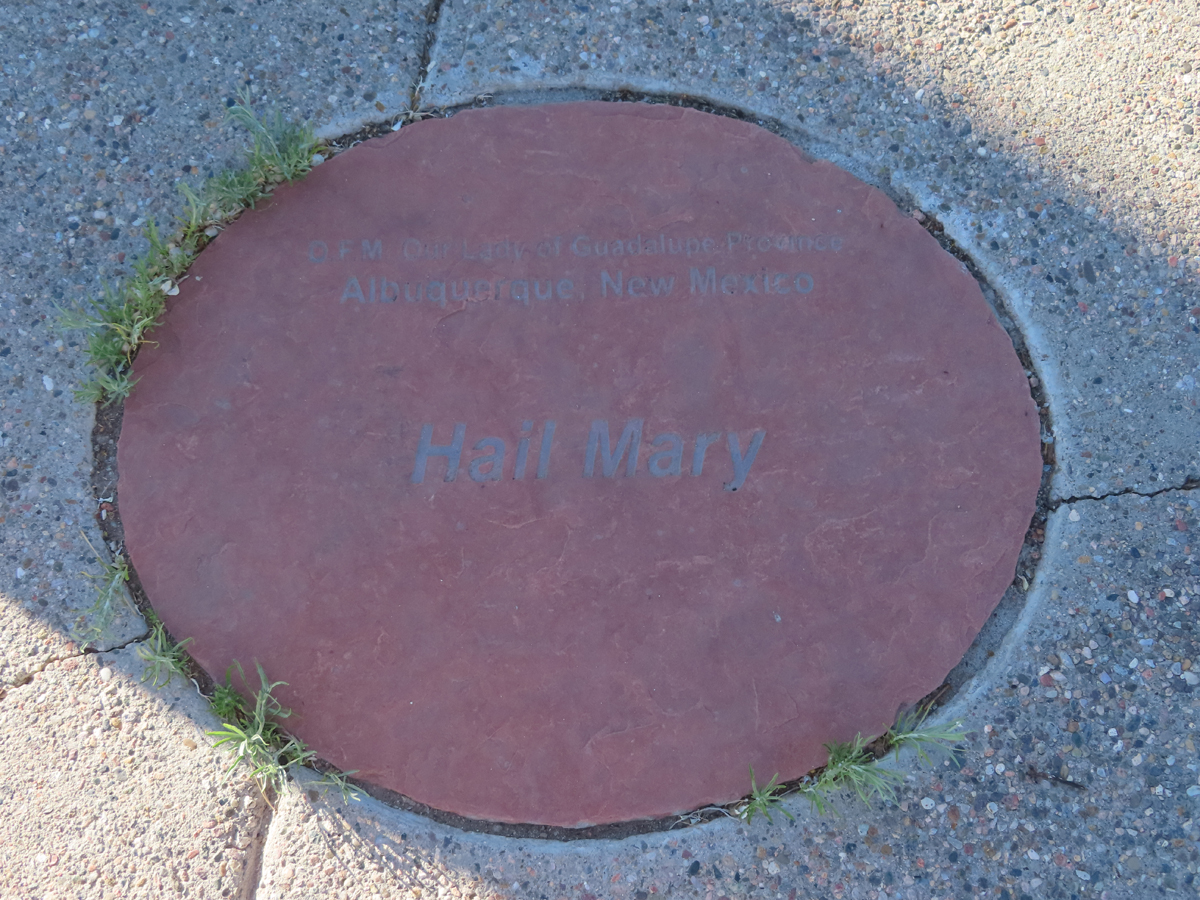 O.F.M. Our Lady of Guadalupe Province
Albuquerque, New Mexico
Hail Mary